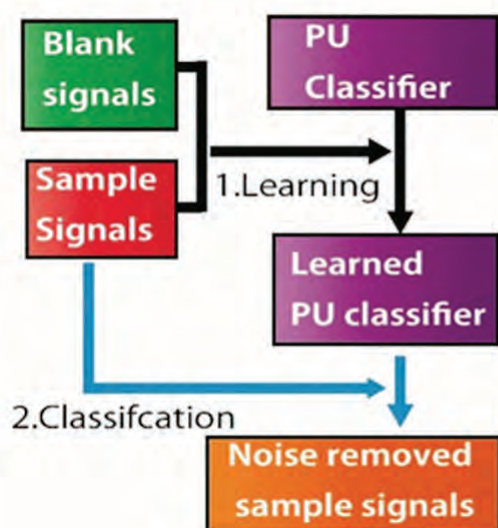 Blank
signals
PU
Classifier
Sample
Signals
1.Learning
Learned
PU classifier
2.Classifcation
Noise removed
sample signals